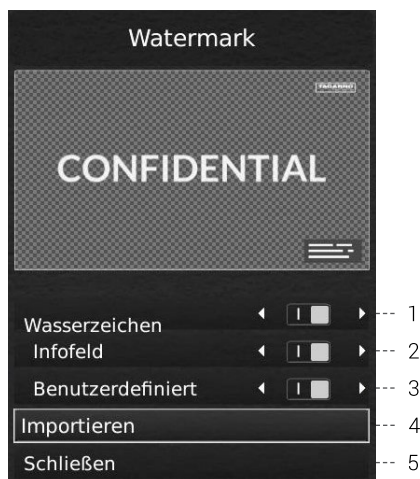 Watermark
TAGARNO
CONFIDENTIAL
Wasserzeichen 1
Infofeld 2
Benutzerdefiniert 3
Importieren 4
Schließen 5